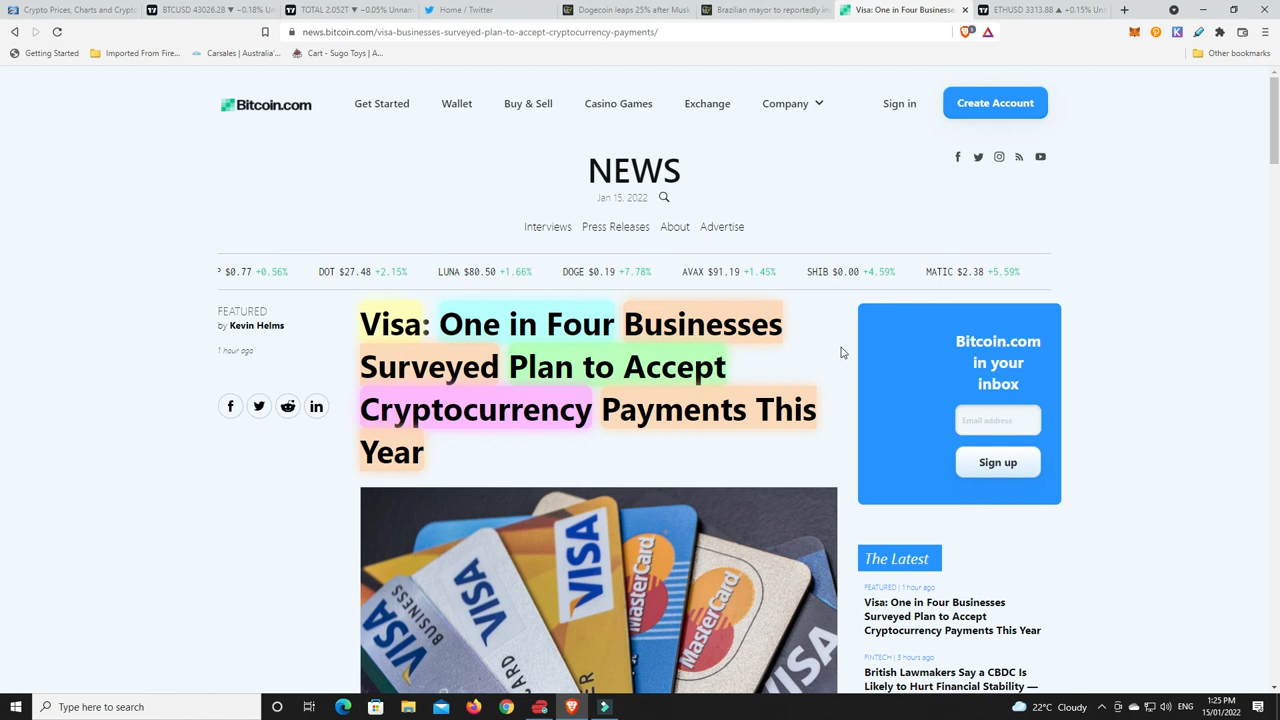 Crypto Prices, Charts and Crypto
BTCUSD 43026.28 ▼ −0.18% Un
TOTAL 2.052T ▼ −0.05% Unnam
Home / Twitter
Dogecoin leaps 25% after Musk
Brazilian mayor to reportedly in
Visa: One in Four Businesse
ETHUSD 3313.88 ▲ +0.15% Unn
news.bitcoin.com/visa-businesses-surveyed-plan-to-accept-cryptocurrency-payments/
Getting Started
Imported From Fire...
Carsales | Australia'...
Cart - Sugo Toys | A...
Other bookmarks
Bitcoin.com
Get Started
Wallet
Buy & Sell
Casino Games
Exchange
Company
Sign in
Create Account
NEWS
Jan 15, 2022
Interviews
Press Releases
About
Advertise
P $0.77 +0.56%
DOT $27.48 +2.15%
LUNA $80.50 +1.66%
DOGE $0.19 +7.78%
AVAX $91.19 +1.45%
SHIB $0.00 +4.59%
MATIC $2.38 +5.59%
FEATURED
by Kevin Helms
1 hour ago
Visa: One in Four Businesses
Surveyed Plan to Accept
Cryptocurrency Payments This
Year
VISA
BUSINESS
VISA
CARD
VISA
MasterCard
MasterCard
VISA
Bitcoin.com
in your
inbox
Email address
Sign up
The Latest
FEATURED | 1 hour ago
Visa: One in Four Businesses
Surveyed Plan to Accept
Cryptocurrency Payments This Year
FINTECH | 3 hours ago
British Lawmakers Say a CBDC Is
Likely to Hurt Financial Stability —
Type here to search
22°C Cloudy
ENG
1:25 PM
15/01/2022